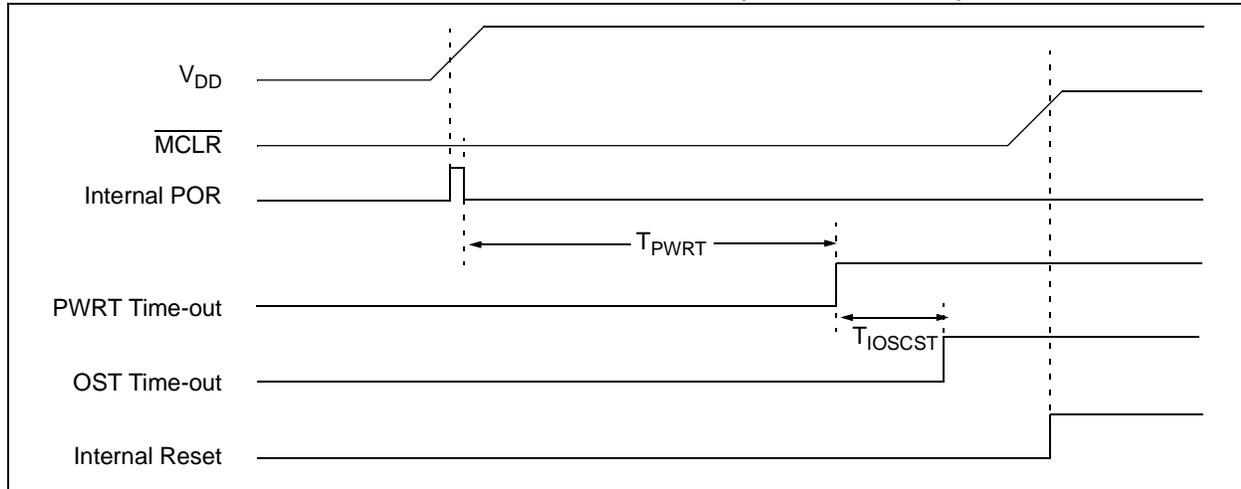 VDD
MCLR
Internal POR
TPWRT
PWRT Time-out
TIOSCST
OST Time-out
Internal Reset